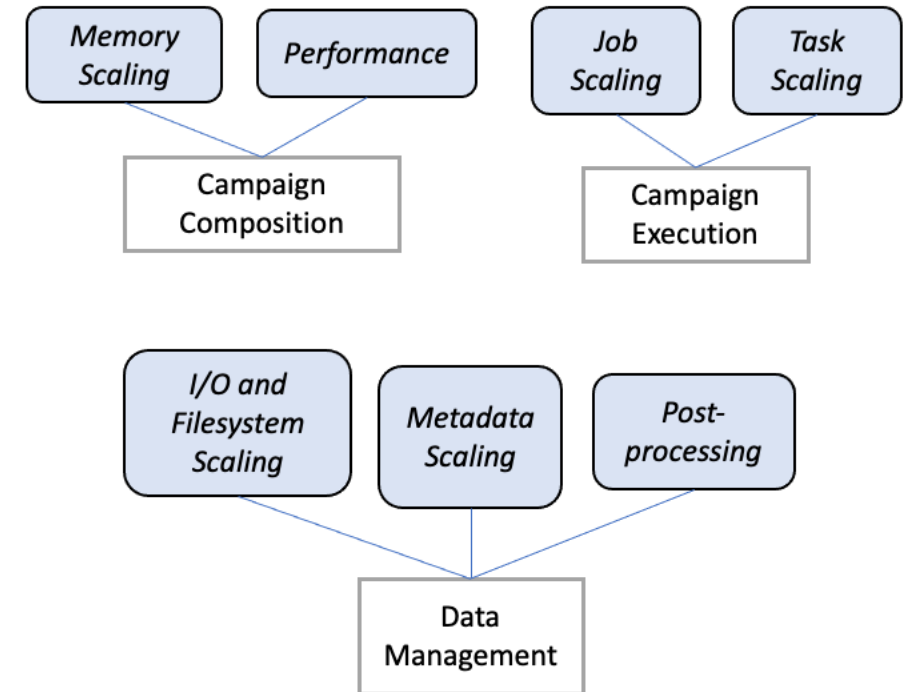 Memory
Scaling
Performance
Job
Scaling
Task
Scaling
Campaign
Composition
Campaign
Execution
I/O and
Filesystem
Scaling
Metadata
Scaling
Post-
processing
Data
Management